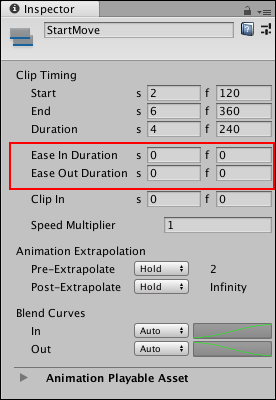 Inspector
StartMove
Clip Timing
Start s 2 f 120
End s 6 f 360
Duration s 4 f 240
Ease In Duration s 0 f 0
Ease Out Duration s 0 f 0
Clip In s 0 f 0
Speed Multiplier 1
Animation Extrapolation
Pre-Extrapolate Hold 2
Post-Extrapolate Hold Infinity
Blend Curves
In Auto
Out Auto
Animation Playable Asset